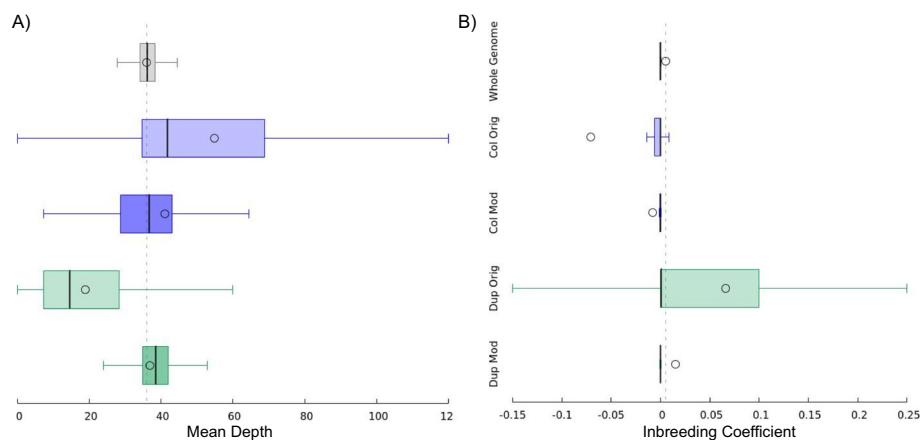 A)
B)
Whole Genome
Col Orig
Col Mod
Dup Orig
Dup Mod
0 20 40 60 80 100 12
Mean Depth
-0.15 -0.1 -0.05 0 0.05 0.1 0.15 0.2 0.25
Inbreeding Coefficient